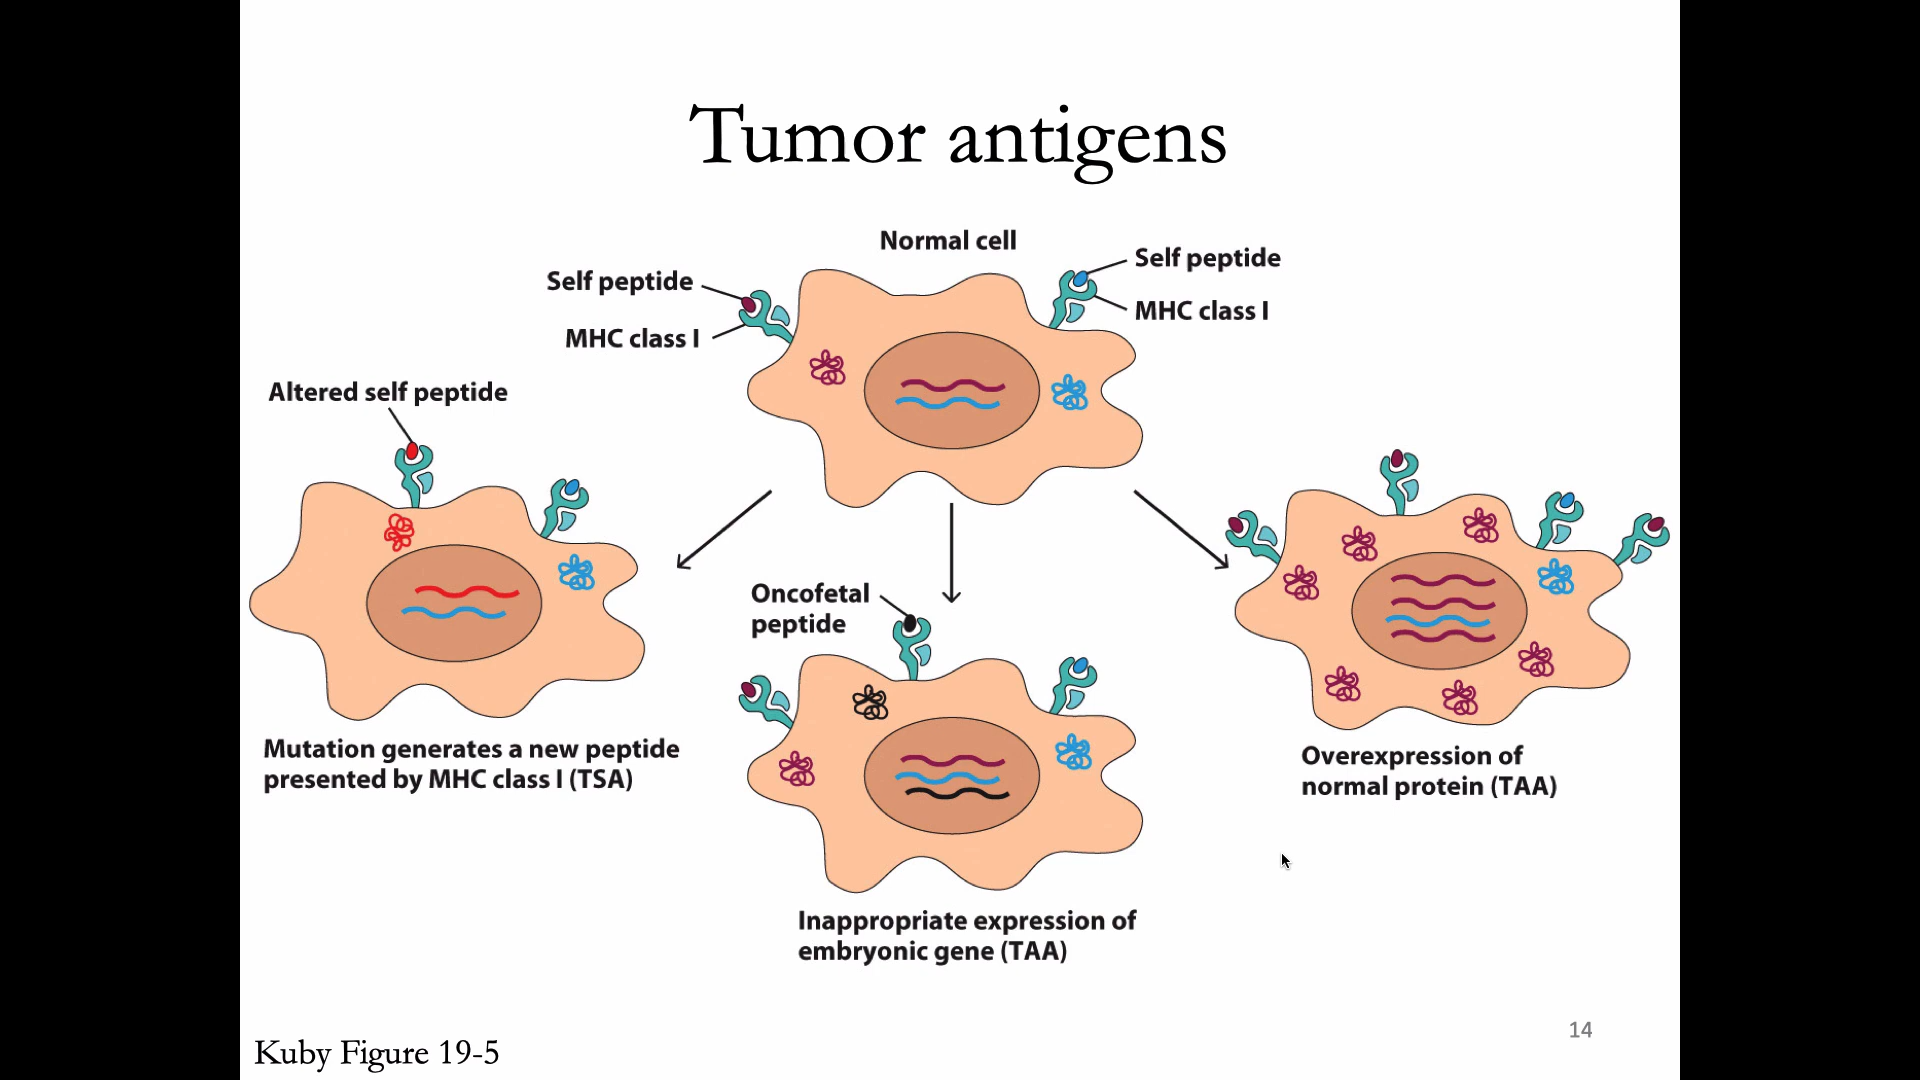 Tumor antigens
Normal cell
Self peptide
MHC class I
Self peptide
MHC class I
Altered self peptide
Mutation generates a new peptide
presented by MHC class I (TSA)
Oncofetal
peptide
Inappropriate expression of
embryonic gene (TAA)
Overexpression of
normal protein (TAA)
Kuby Figure 19-5
14